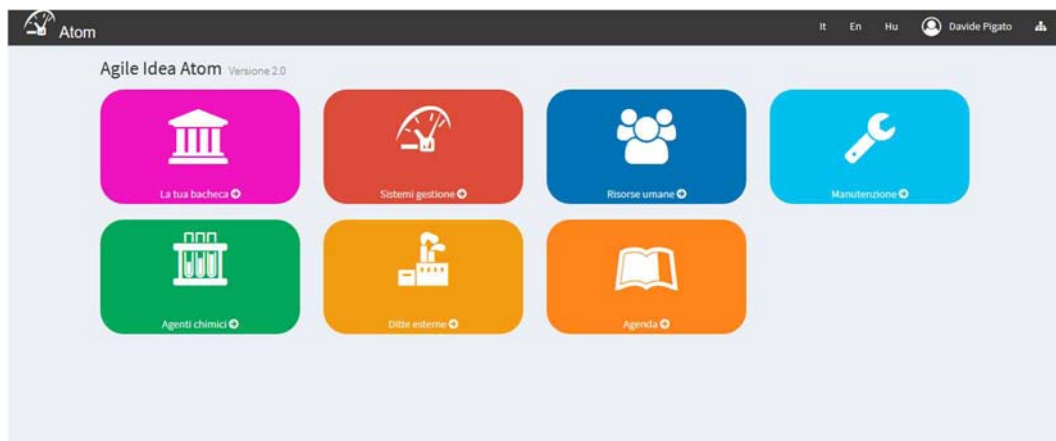 Atom
It En Hu Davide Pigato
Agile Idea Atom Versione 2.0
La tua bacheca
Sistemi gestione
Risorse umane
Manutenzione
Agenti chimici
Ditte esterne
Agenda